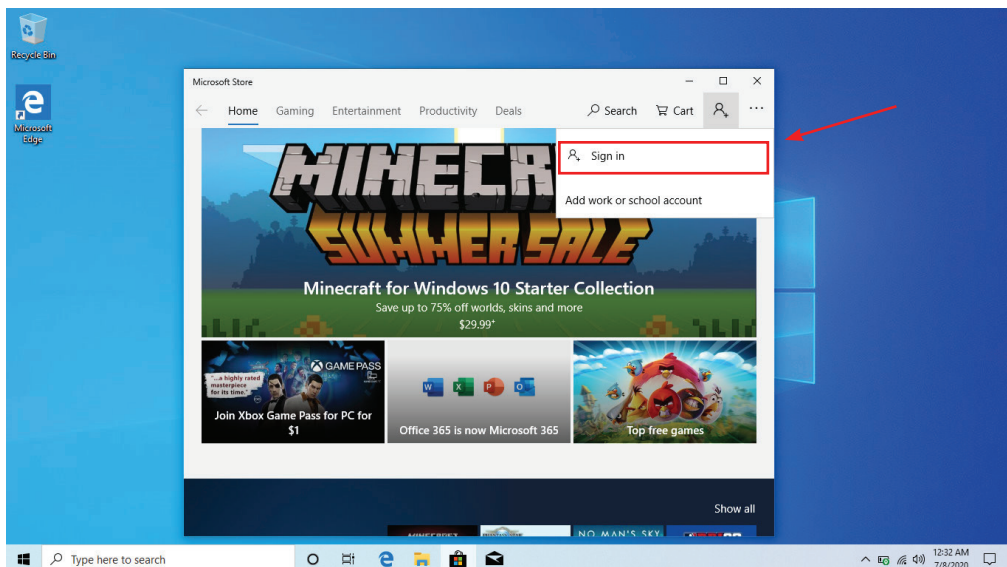 Recycle Bin
Microsoft
Edge
Microsoft Store
Home Gaming Entertainment Productivity Deals Search Cart
Sign in
Add work or school account
MINECR
SUMMER SALE
Minecraft for Windows 10 Starter Collection
Save up to 75% off worlds, skins and more
$29.99+
"...a highly rated
masterpiece
for its time."
GAME PASS
Join Xbox Game Pass for PC for
$1
Office 365 is now Microsoft 365
Top free games
Show all
MINECRAFT
NO MAN'S SKY
Type here to search
12:32 AM
7/8/2020